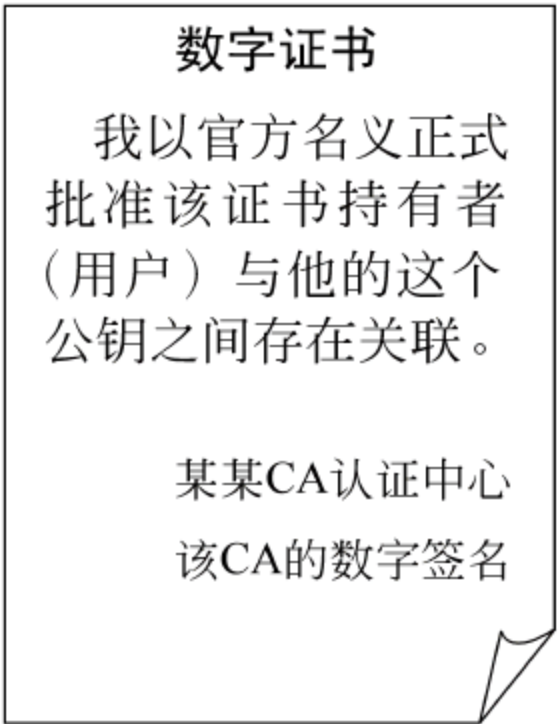 数字证书
我以官方名义正式
批准该证书持有者
（用户）与他的这个
公钥之间存在关联。
某某CA认证中心
该CA的数字签名